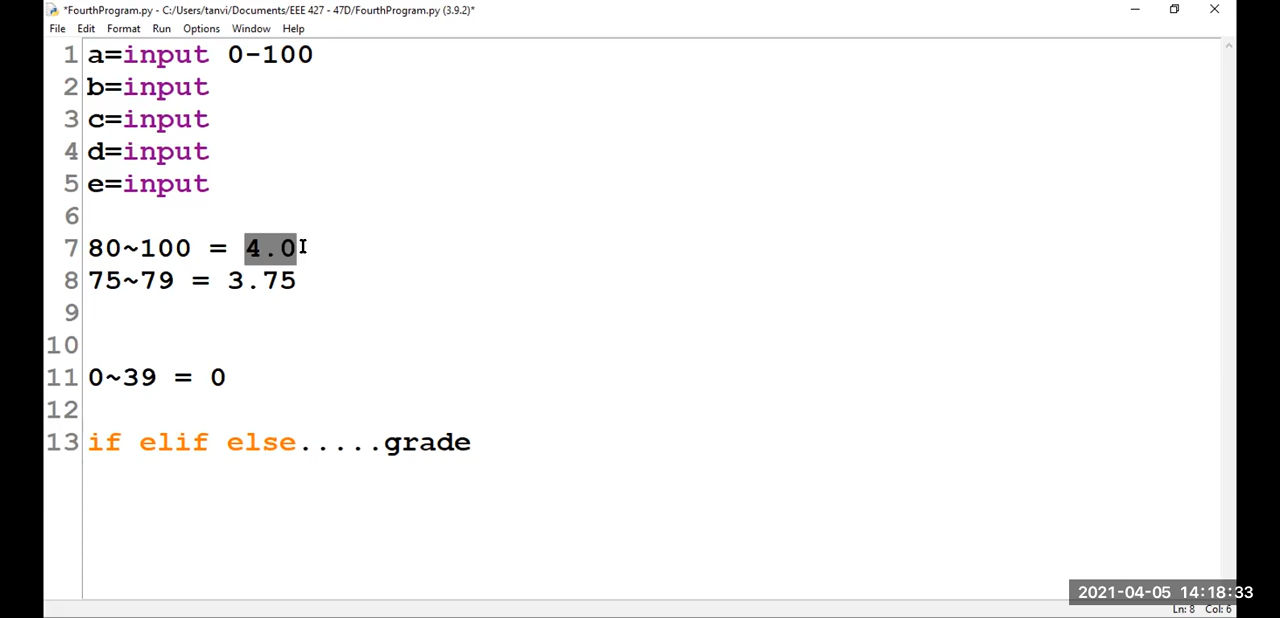 *FourthProgram.py - C:/Users/tanvi/Documents/EEE 427 - 47D/FourthProgram.py (3.9.2)*
File Edit Format Run Options Window Help
1 a=input 0-100
2 b=input
3 c=input
4 d=input
5 e=input
6
7 80~100 = 4.0
8 75~79 = 3.75
9
10
11 0~39 = 0
12
13 if elif else.....grade
2021-04-05 14:18:33
Ln: 8 Col: 6